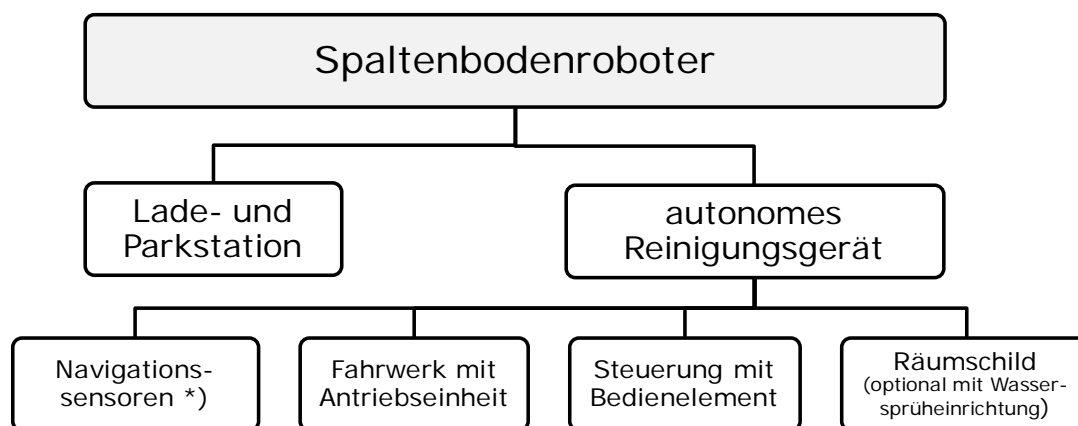 Spaltenbodenroboter
Lade- und
Parkstation
autonomes
Reinigungsgerät
Navigations-
sensoren *)
Fahrwerk mit
Antriebseinheit
Steuerung mit
Bedienelement
Räumschild
(optional mit Wasser-
sprüheinrichtung)